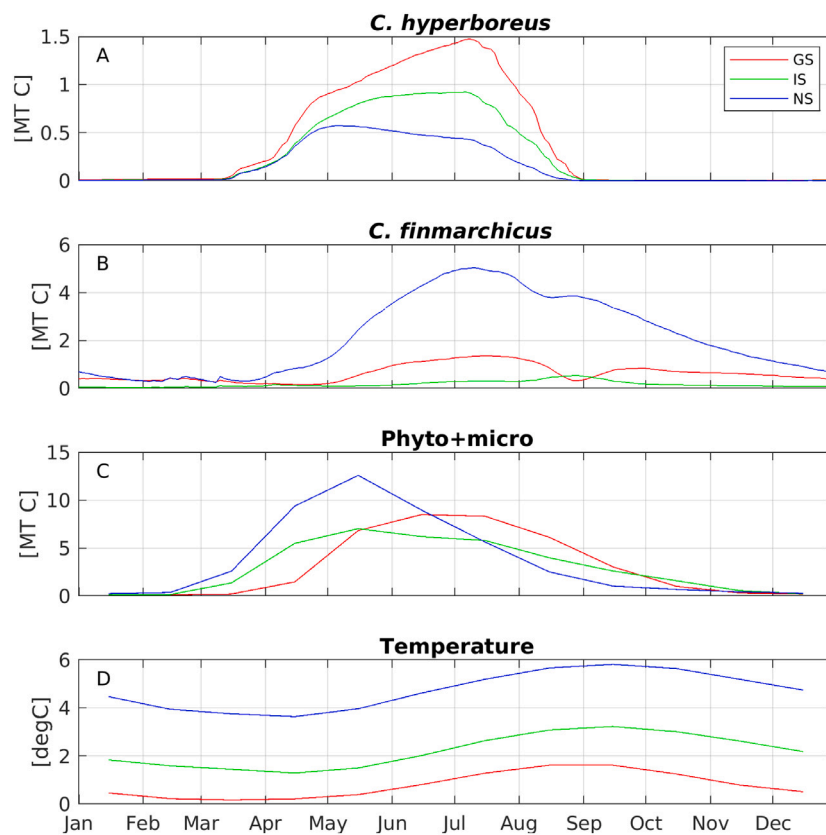 C. hyperboreus
A
1.5
1
0.5
0
[MT C]
GS
IS
NS
C. finmarchicus
B
6
4
2
0
[MT C]
Phyto+micro
C
15
10
5
0
[MT C]
Temperature
D
6
4
2
0
[degC]
Jan Feb Mar Apr May Jun Jul Aug Sep Oct Nov Dec